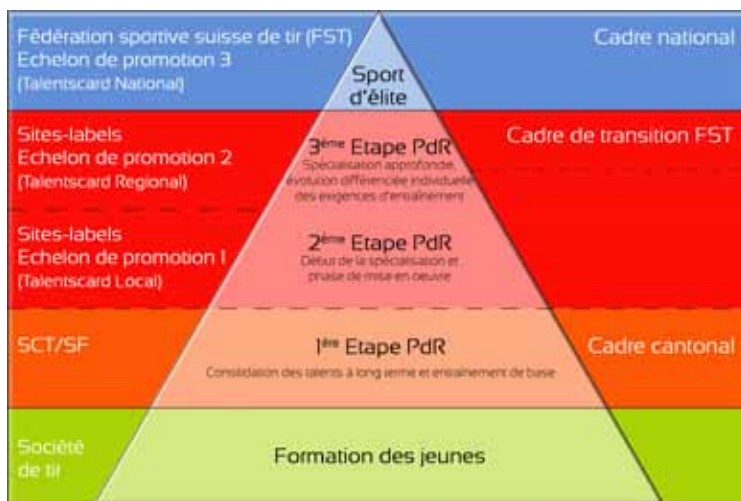 Fédération sportive suisse de tir (FST)
Echelon de promotion 3
(Talentscard National)
Sport
d'élite
Cadre national
Sites-labels
Echelon de promotion 2
(Talentscard Regional)
3ème Etape PdR
Spécialisation approfondie,
évolution différenciée individuelle
des exigences d'entraînement
Cadre de transition FST
Sites-labels
Echelon de promotion 1
(Talentscard Local)
2ème Etape PdR
Début de la spécialisation et
phase de mise en oeuvre
SCT/SF
1ère Etape PdR
Consilidation des talents à long terme et entraînement de base
Cadre cantonal
Société
de tir
Formation des jeunes